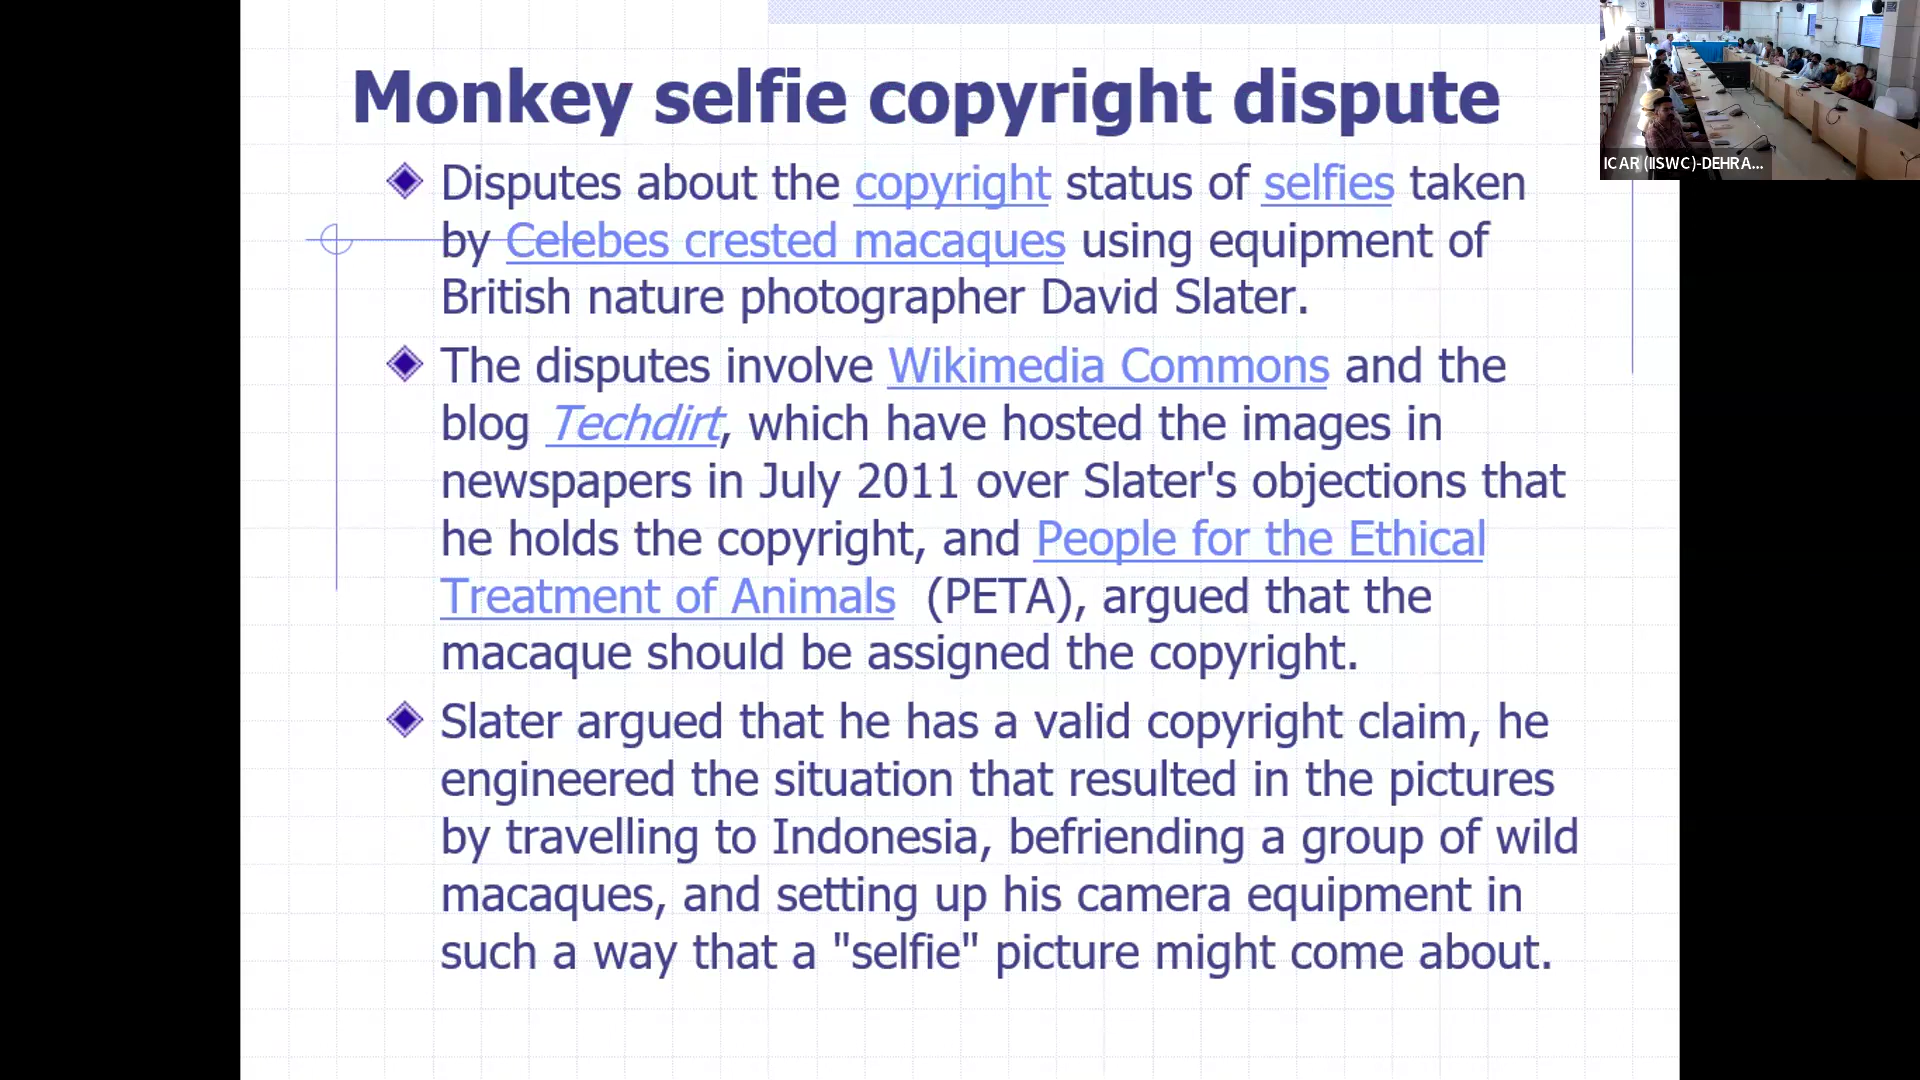 Monkey selfie copyright dispute
Disputes about the copyright status of selfies taken
by Celebes crested macaques using equipment of
British nature photographer David Slater.
The disputes involve Wikimedia Commons and the
blog Techdirt, which have hosted the images in
newspapers in July 2011 over Slater's objections that
he holds the copyright, and People for the Ethical
Treatment of Animals (PETA), argued that the
macaque should be assigned the copyright.
Slater argued that he has a valid copyright claim, he
engineered the situation that resulted in the pictures
by travelling to Indonesia, befriending a group of wild
macaques, and setting up his camera equipment in
such a way that a "selfie" picture might come about.
ICAR (IISWC)-DEHRA...